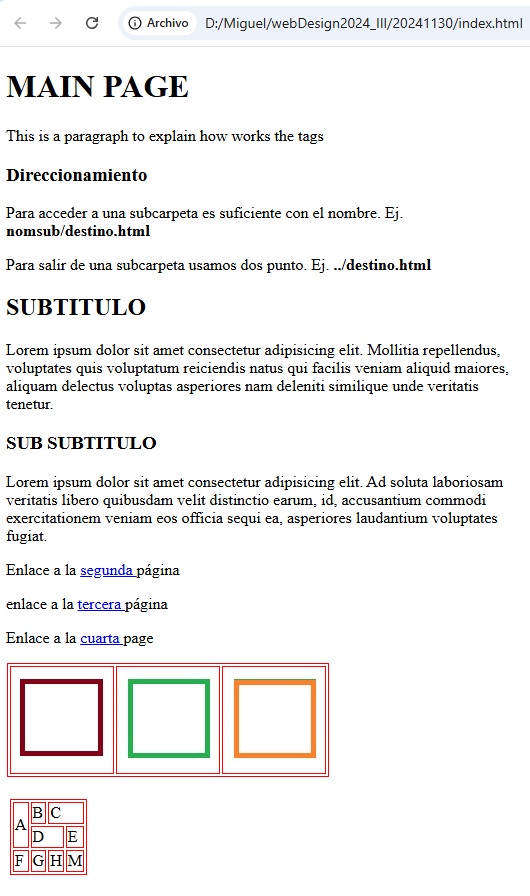 Archivo D:/Miguel/webDesign2024_III/20241130/index.html
MAIN PAGE
This is a paragraph to explain how works the tags
Direccionamiento
Para acceder a una subcarpeta es suficiente con el nombre. Ej.
nomsub/destino.html
Para salir de una subcarpeta usamos dos punto. Ej. ../destino.html
SUBTITULO
Lorem ipsum dolor sit amet consectetur adipisicing elit. Mollitia repellendus,
voluptates quis voluptatum reiciendis natus qui facilis veniam aliquid maiores,
aliquam delectus voluptas asperiores nam deleniti similique unde veritatis
tenetur.
SUB SUBTITULO
Lorem ipsum dolor sit amet consectetur adipisicing elit. Ad soluta laboriosam
veritatis libero quibusdam velit distinctio earum, id, accusantium commodi
exercitationem veniam eos officia sequi ea, asperiores laudantium voluptates
fugiat.
Enlace a la segunda página
enlace a la tercera página
Enlace a la cuarta page
A B C
D E
F G H M